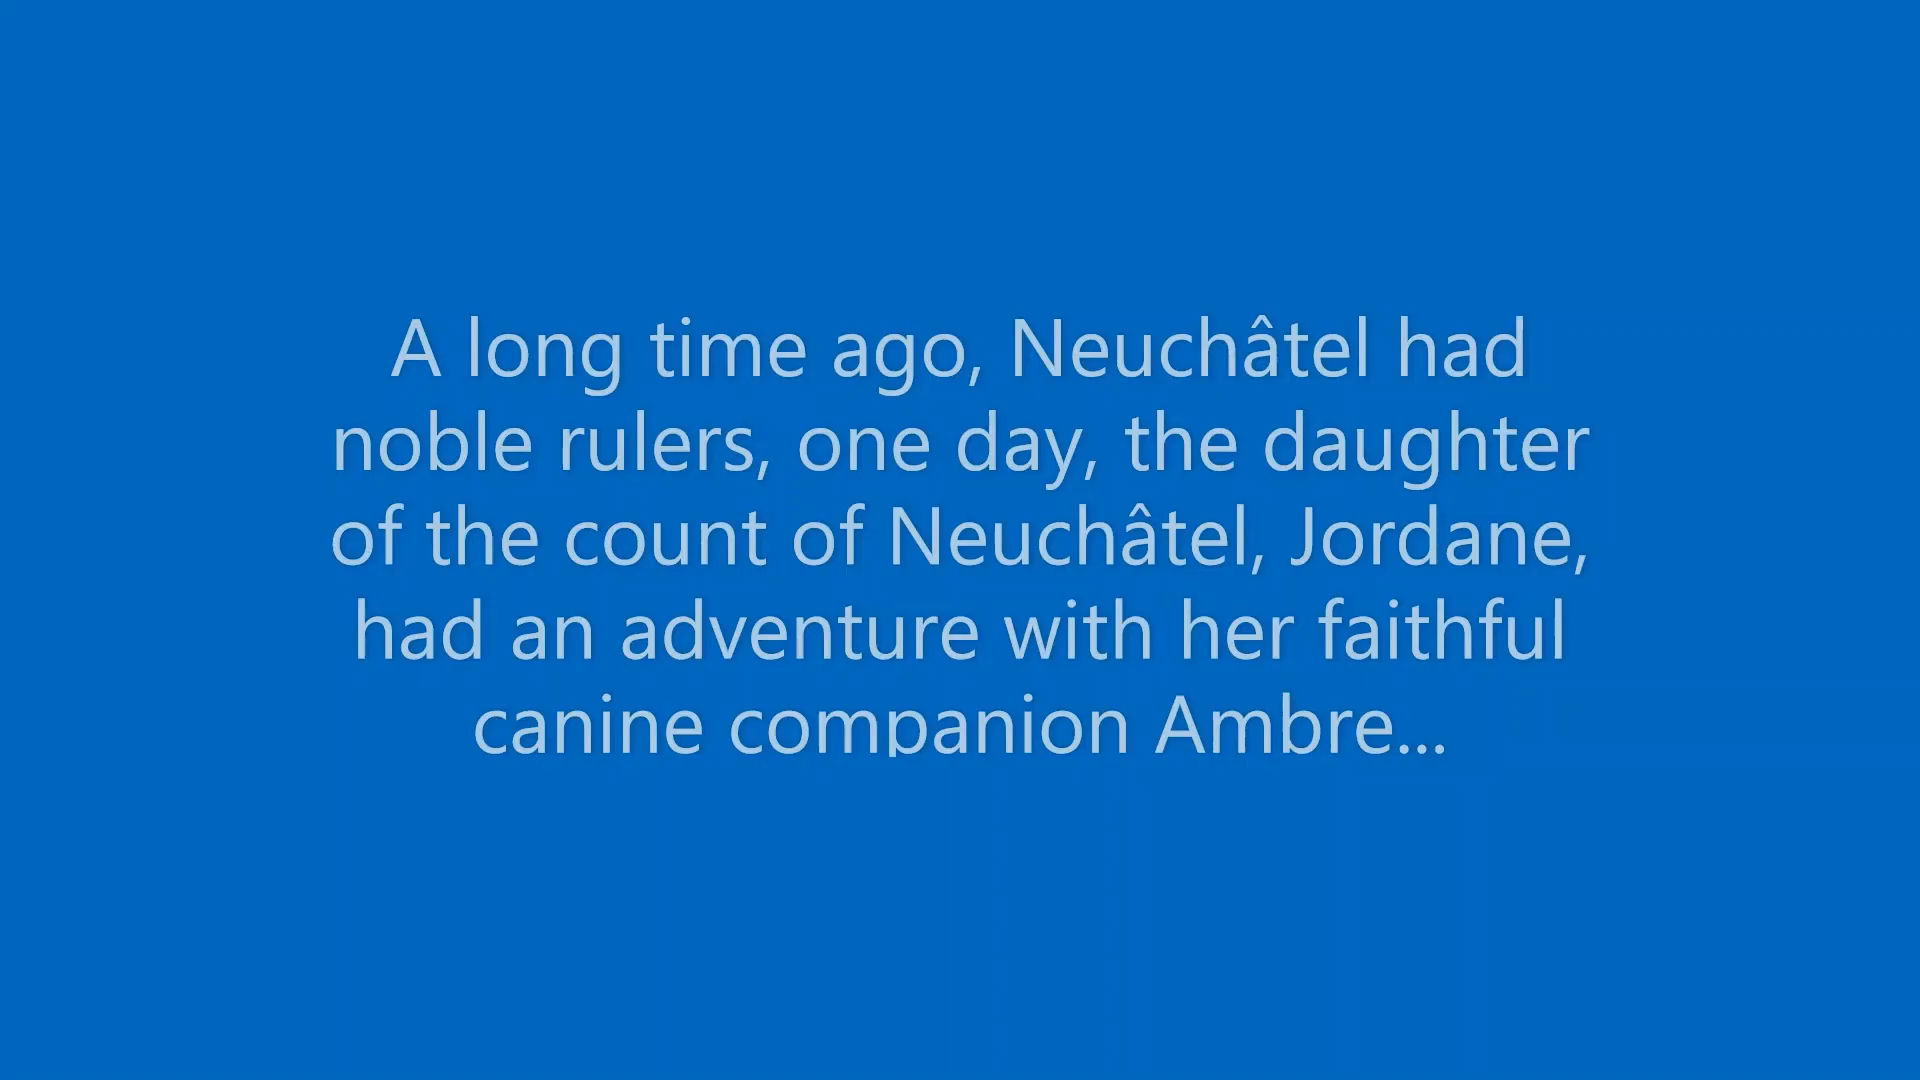 A long time ago, Neuchâtel had
noble rulers, one day, the daughter
of the count of Neuchâtel, Jordane,
had an adventure with her faithful
canine companion Ambre...